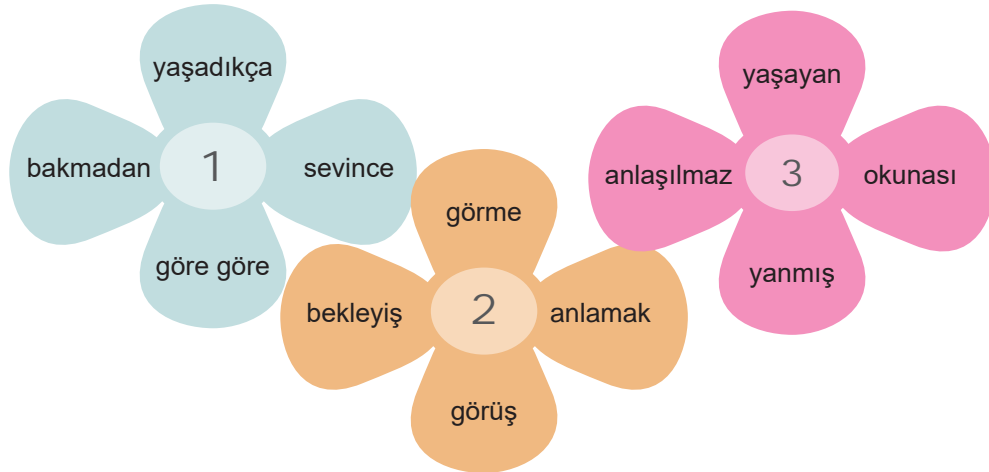 yaşadıkça
bakmadan 1 sevince
göre göre
görme
bekleyiş 2 anlamak
görüş
yaşayan
anlaşılmaz 3 okunası
yanmış